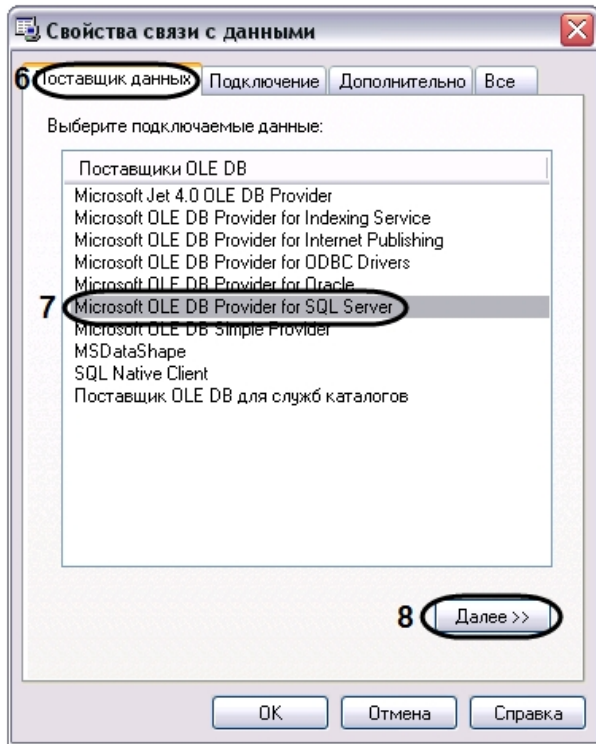 Свойства связи с данными
6 Поставщик данных Подключение Дополнительно Все
Выберите подключаемые данные:
Поставщики OLE DB
Microsoft Jet 4.0 OLE DB Provider
Microsoft OLE DB Provider for Indexing Service
Microsoft OLE DB Provider for Internet Publishing
Microsoft OLE DB Provider for ODBC Drivers
Microsoft OLE DB Provider for Oracle
7 Microsoft OLE DB Provider for SQL Server
Microsoft OLE DB Simple Provider
MSDataShape
SQL Native Client
Поставщик OLE DB для служб каталогов
8 Далее >>
OK Отмена Справка